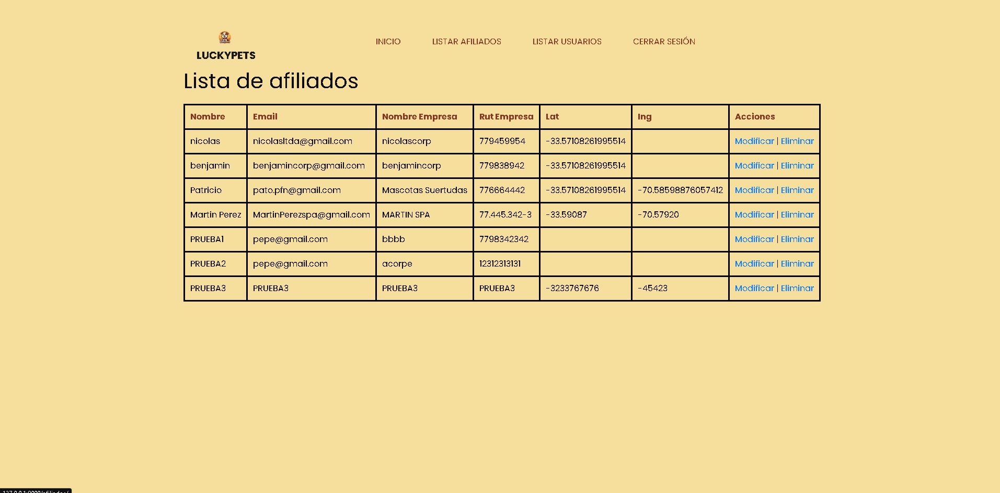 INICIO LISTAR AFILIADOS LISTAR USUARIOS CERRAR SESIÓN
LUCKYPETS
Lista de afiliados
Nombre Email Nombre Empresa Rut Empresa Lat lng Acciones
nicolas nicolasltda@gmail.com nicolascorp 779459954 -33.57108261995514 Modificar | Eliminar
benjamin benjamincorp@gmail.com benjamincorp 779838942 -33.57108261995514 Modificar | Eliminar
Patricio pato.pfn@gmail.com Mascotas Suertudas 776664442 -33.57108261995514 -70.58598876057412 Modificar | Eliminar
Martin Perez MartinPerezspa@gmail.com MARTIN SPA 77.445.342-3 -33.59087 -70.57920 Modificar | Eliminar
PRUEBA1 pepe@gmail.com bbbb 7798342342 Modificar | Eliminar
PRUEBA2 pepe@gmail.com acorpe 12312313131 Modificar | Eliminar
PRUEBA3 PRUEBA3 PRUEBA3 PRUEBA3 -3233767676 -45423 Modificar | Eliminar